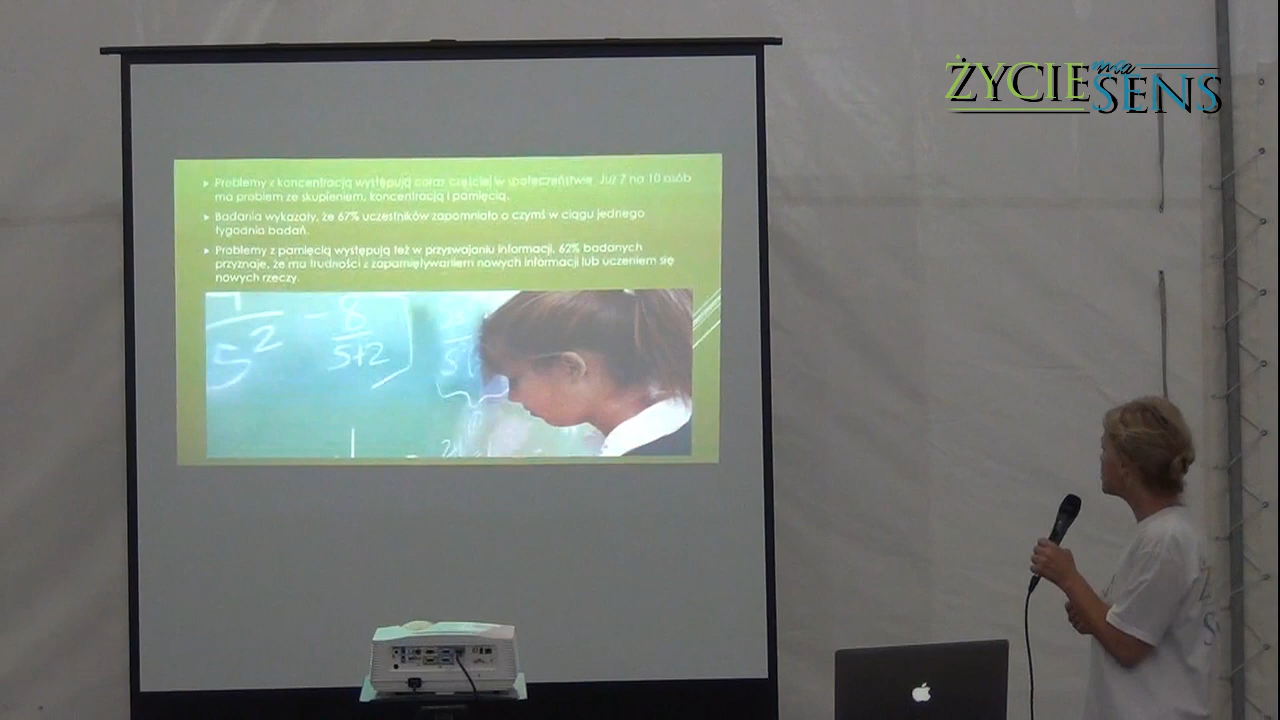 ŻYCIE ma SENS
Problemy z koncentracją występują coraz częściej w społeczeństwie. Już 7 na 10 osób
ma problem ze skupieniem, koncentracją i pamięcią.
Badania wykazały, że 67% uczestników zapomniało o czymś w ciągu jednego
tygodnia badań.
Problemy z pamięcią występują też w przyswajaniu informacji. 62% badanych
przyznaje, że ma trudności z zapamiętywaniem nowych informacji lub uczeniem się
nowych rzeczy.
8
5+2